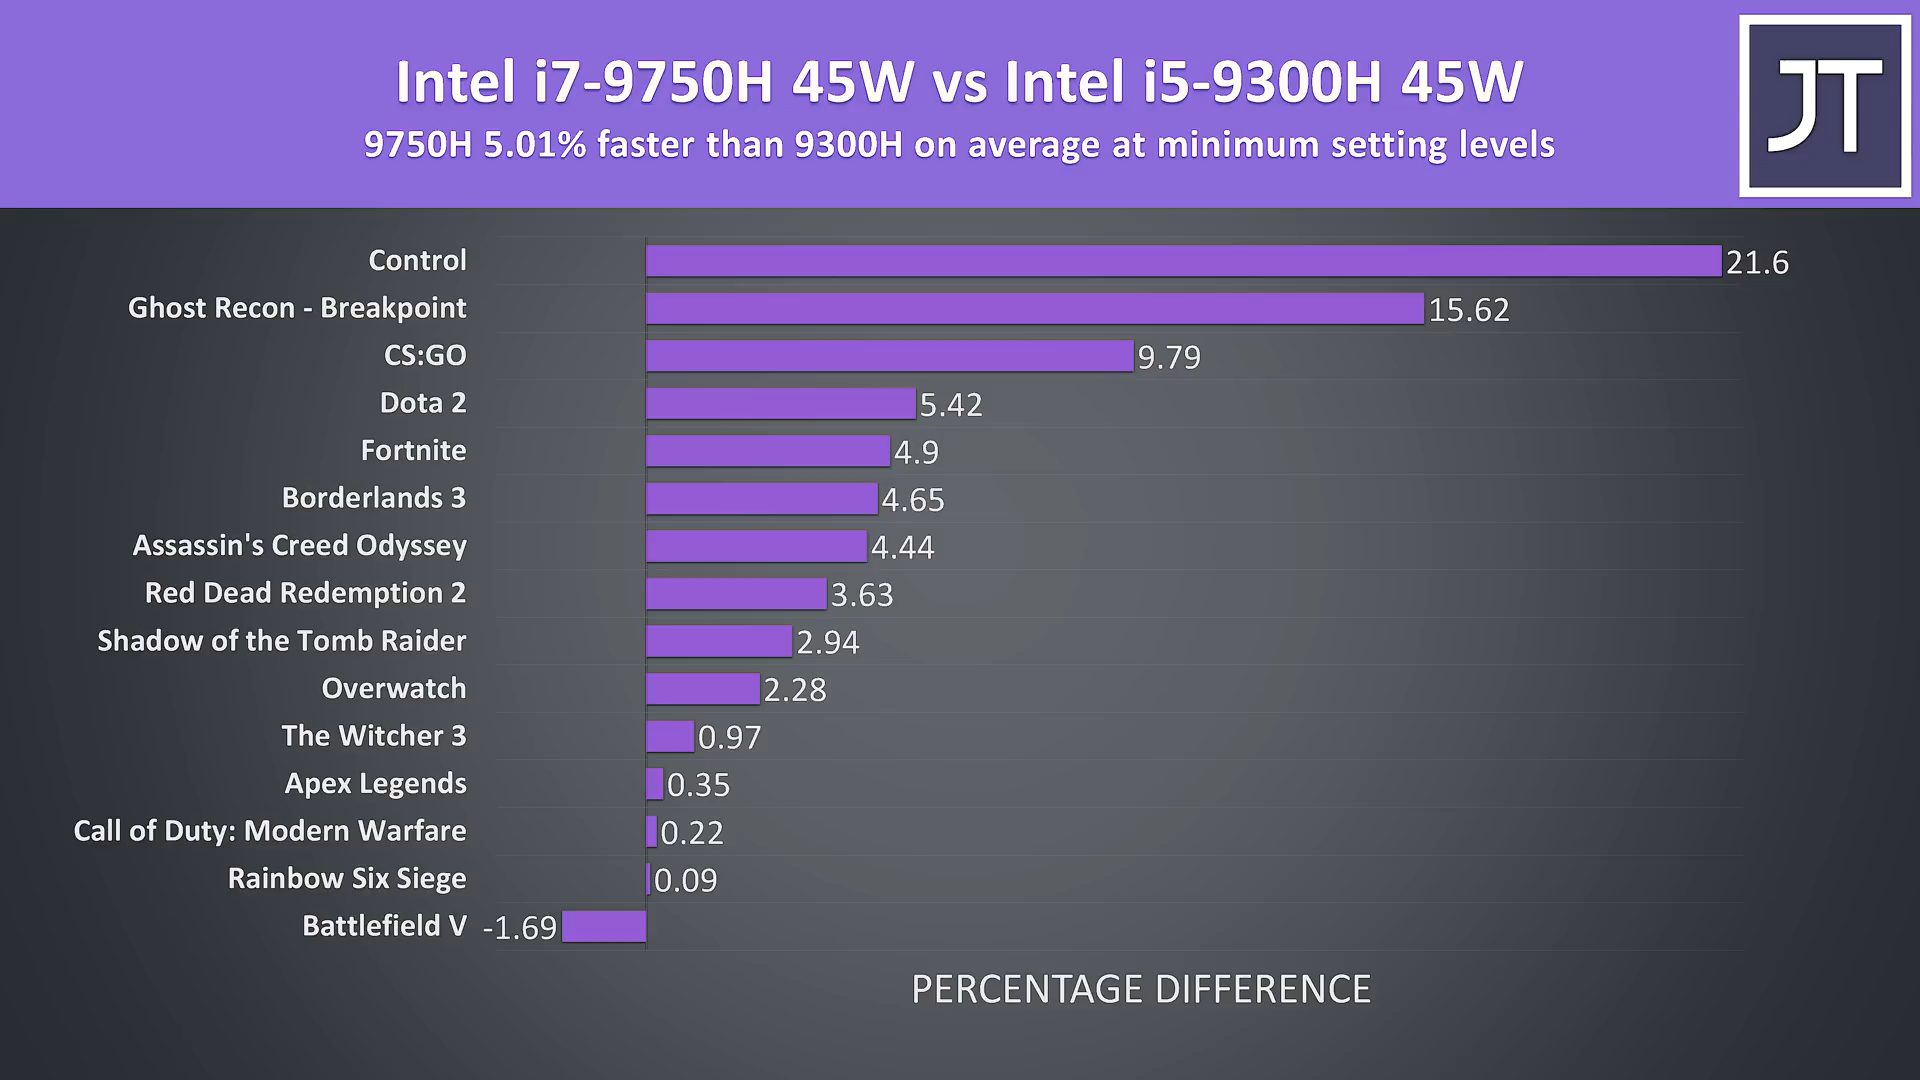 Intel i7-9750H 45W vs Intel i5-9300H 45W
9750H 5.01% faster than 9300H on average at minimum setting levels
JT
Control 21.6
Ghost Recon - Breakpoint 15.62
CS:GO 9.79
Dota 2 5.42
Fortnite 4.9
Borderlands 3 4.65
Assassin's Creed Odyssey 4.44
Red Dead Redemption 2 3.63
Shadow of the Tomb Raider 2.94
Overwatch 2.28
The Witcher 3 0.97
Apex Legends 0.35
Call of Duty: Modern Warfare 0.22
Rainbow Six Siege 0.09
Battlefield V -1.69
PERCENTAGE DIFFERENCE